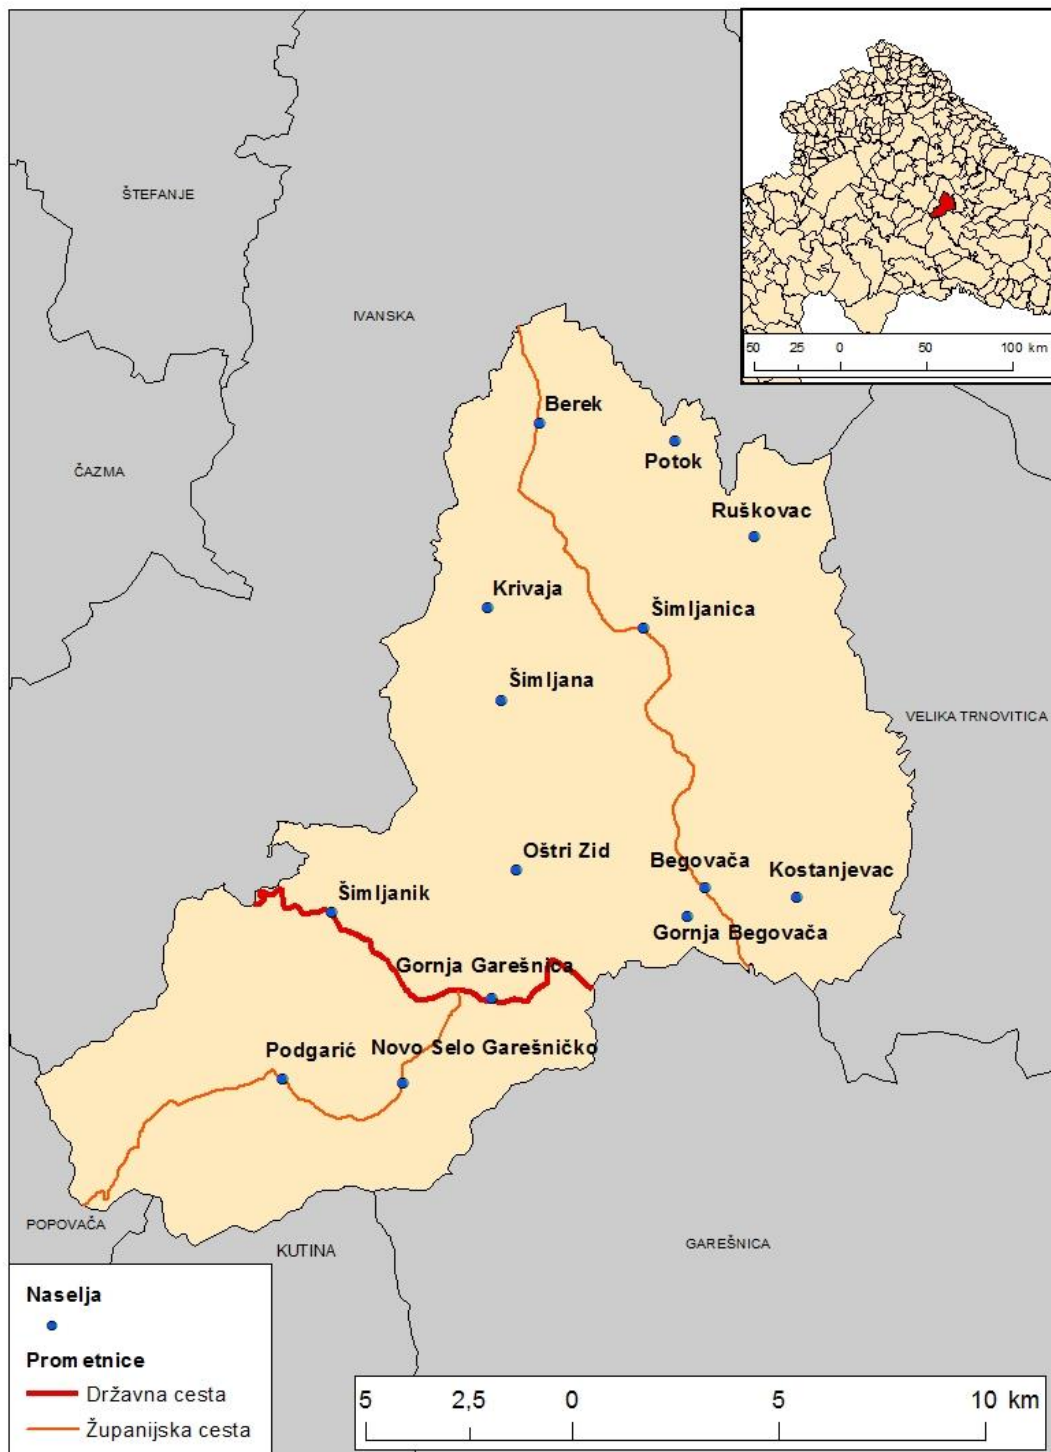 ŠTEFANJE
IVANSKA
50 25 0 50 100 km
Berek
Potok
ČAZMA
Ruškovac
Krivaja
Šimljanica
Šimljana
VELIKA TRNOVITICA
Oštri Zid
Begovača
Kostanjevac
Šimljanik
Gornja Begovača
Gornja Garešnica
Podgarić
Novo Selo Garešničko
POPOVAČA
KUTINA
GAREŠNICA
Naselja
Prometnice
Državna cesta
Županijska cesta
5 2,5 0 5 10 km